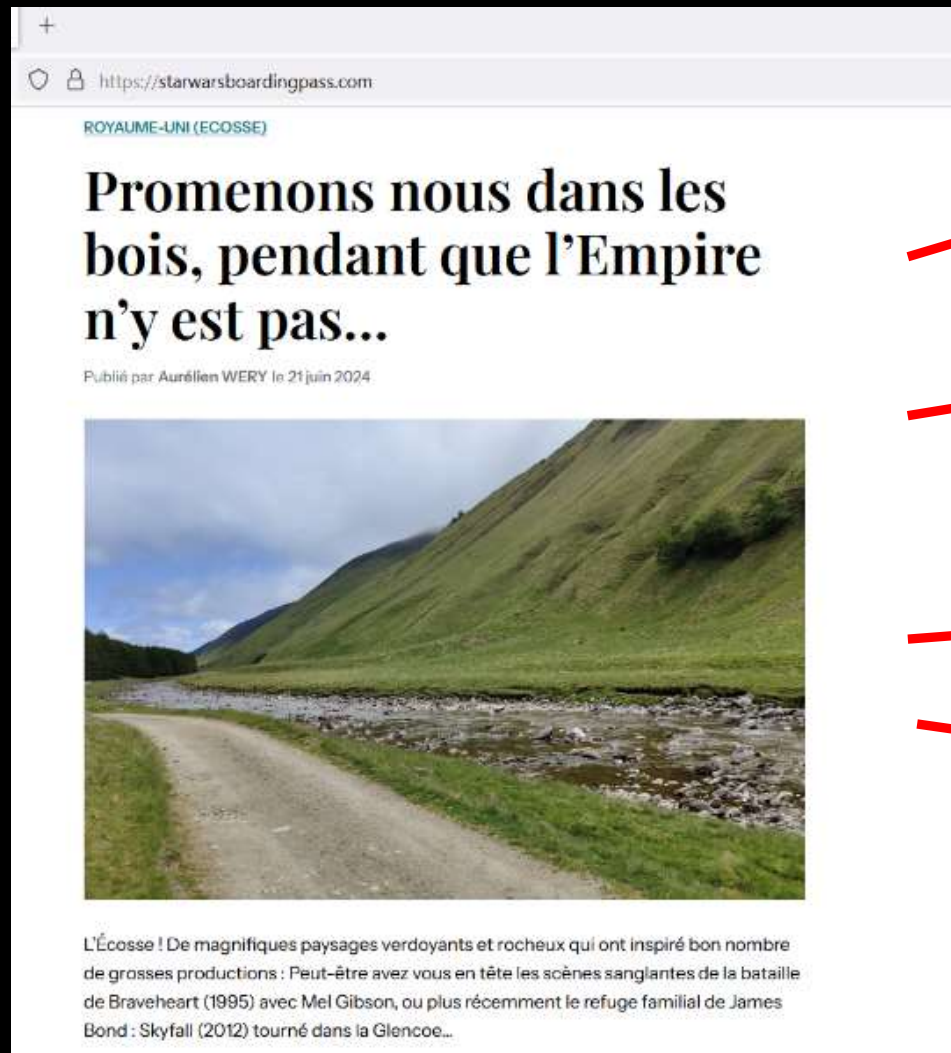 +
https://starwarsboardingpass.com
ROYAUME-UNI (ECOSSE)
Promenons nous dans les
bois, pendant que l’Empire
n’y est pas…
Publié par Aurélien WERY le 21 juin 2024
L’Écosse ! De magnifiques paysages verdoyants et rocheux qui ont inspiré bon nombre
de grosses productions : Peut-être avez vous en tête les scènes sanglantes de la bataille
de Braveheart (1995) avec Mel Gibson, ou plus récemment le refuge familial de James
Bond : Skyfall (2012) tourné dans la Glencoe…